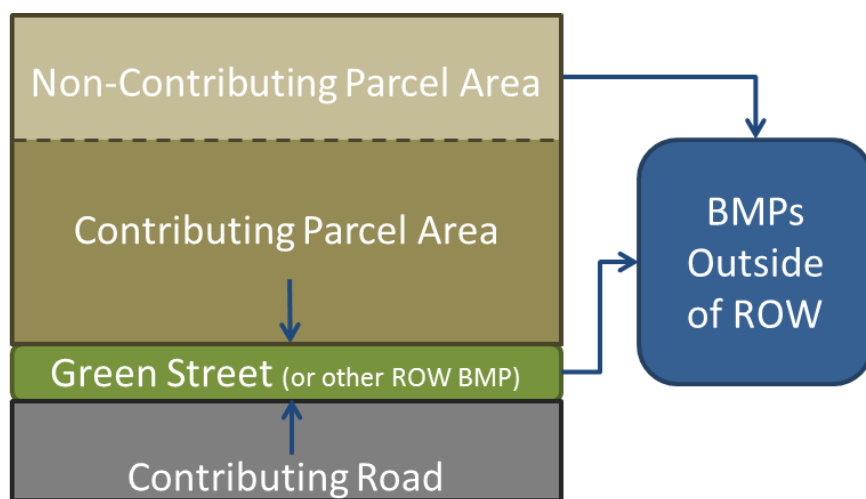 Non-Contributing Parcel Area
Contributing Parcel Area
Green Street (or other ROW BMP)
Contributing Road
BMPs
Outside
of ROW